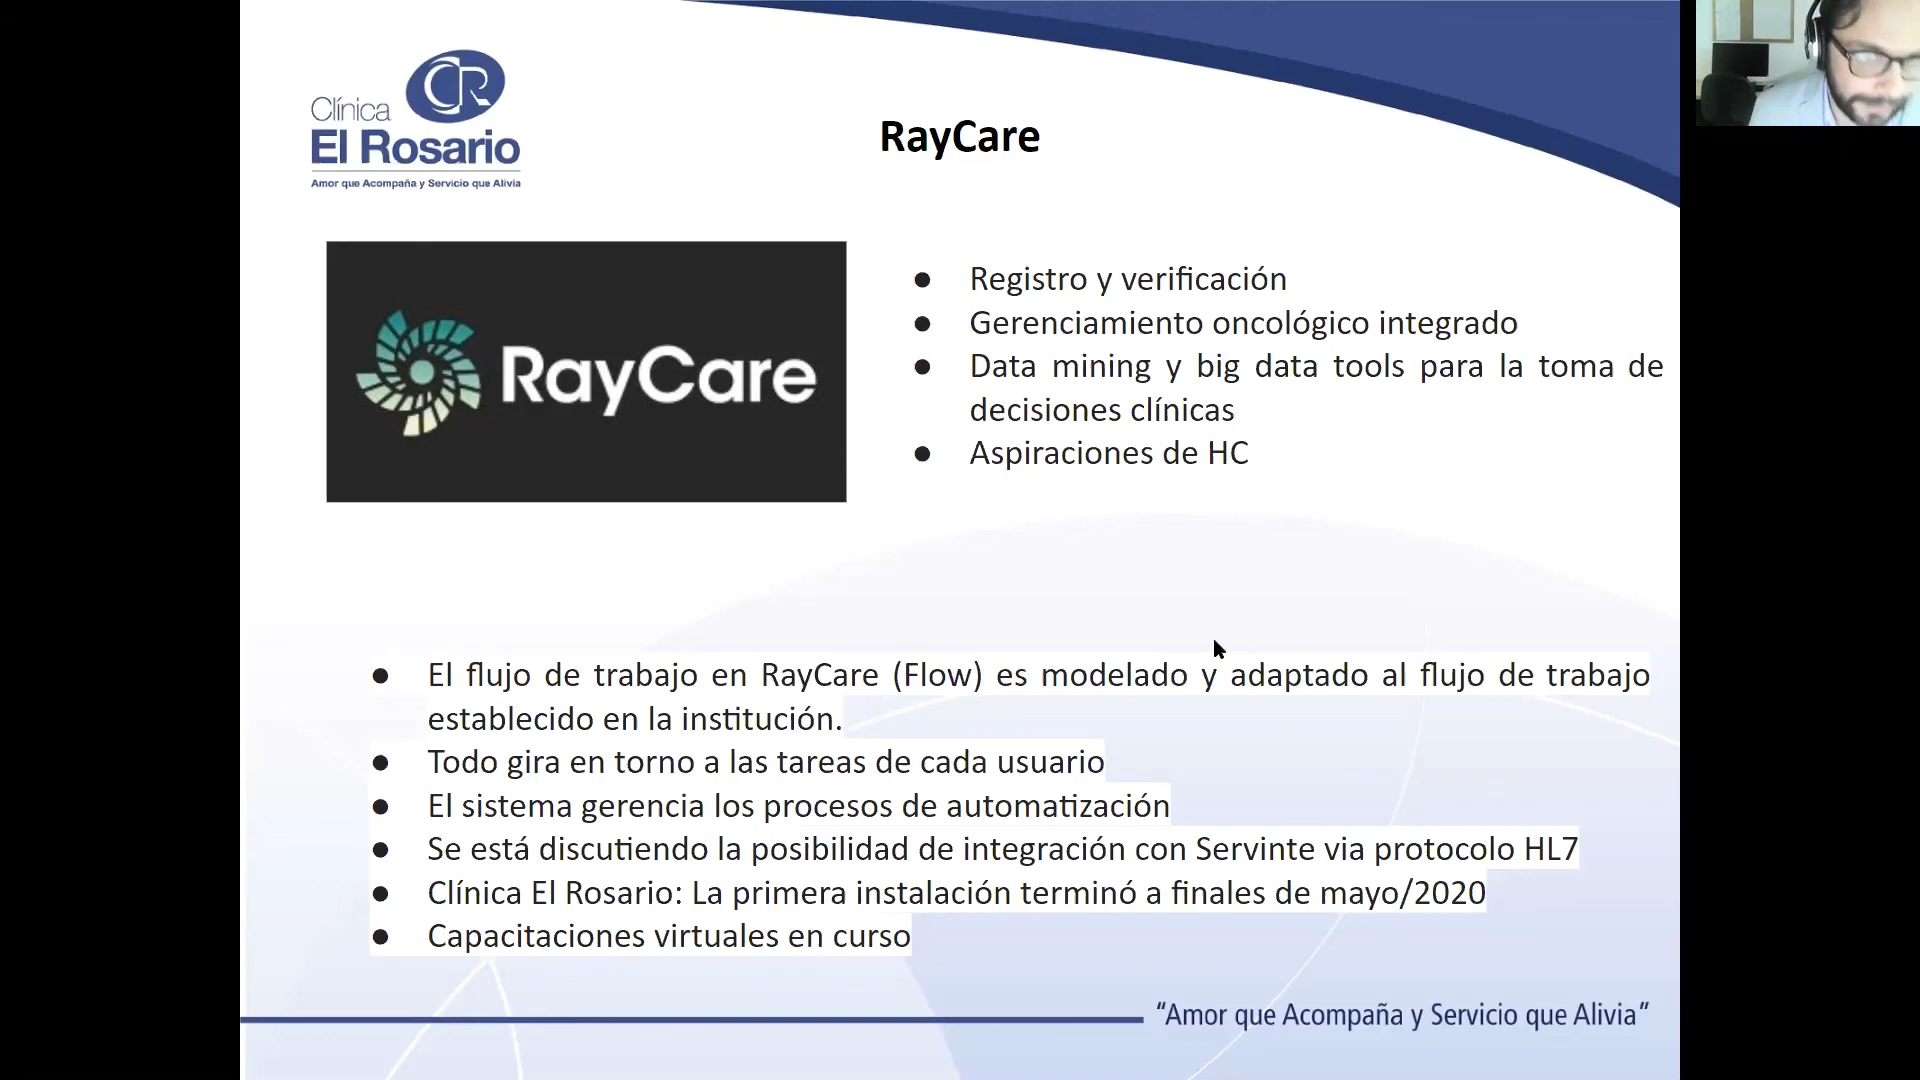 Clínica
CR
El Rosario
Amor que Acompaña y Servicio que Alivia
RayCare
RayCare
● Registro y verificación
● Gerenciamiento oncológico integrado
● Data mining y big data tools para la toma de
decisiones clínicas
● Aspiraciones de HC
● El flujo de trabajo en RayCare (Flow) es modelado y adaptado al flujo de trabajo
establecido en la institución.
● Todo gira en torno a las tareas de cada usuario
● El sistema gerencia los procesos de automatización
● Se está discutiendo la posibilidad de integración con Servinte via protocolo HL7
● Clínica El Rosario: La primera instalación terminó a finales de mayo/2020
● Capacitaciones virtuales en curso
“Amor que Acompaña y Servicio que Alivia”